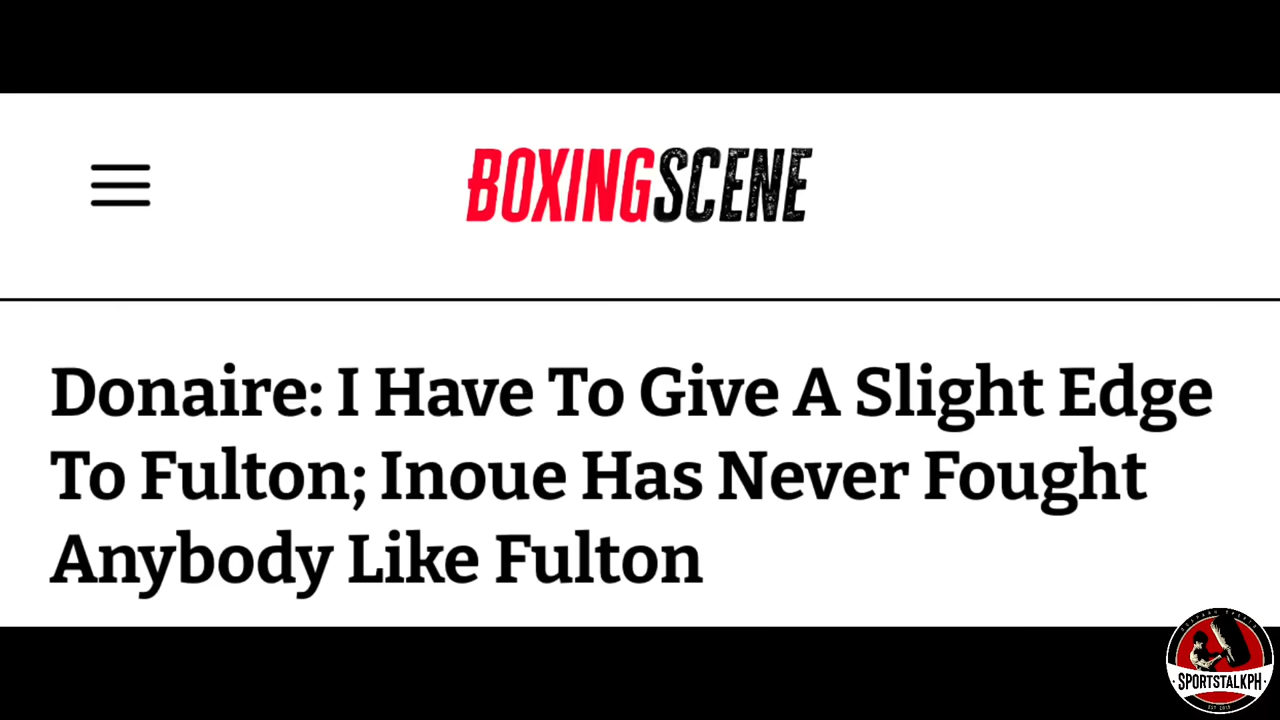 BOXINGSCENE
Donaire: I Have To Give A Slight Edge
To Fulton; Inoue Has Never Fought
Anybody Like Fulton
SPORTSTALKPH